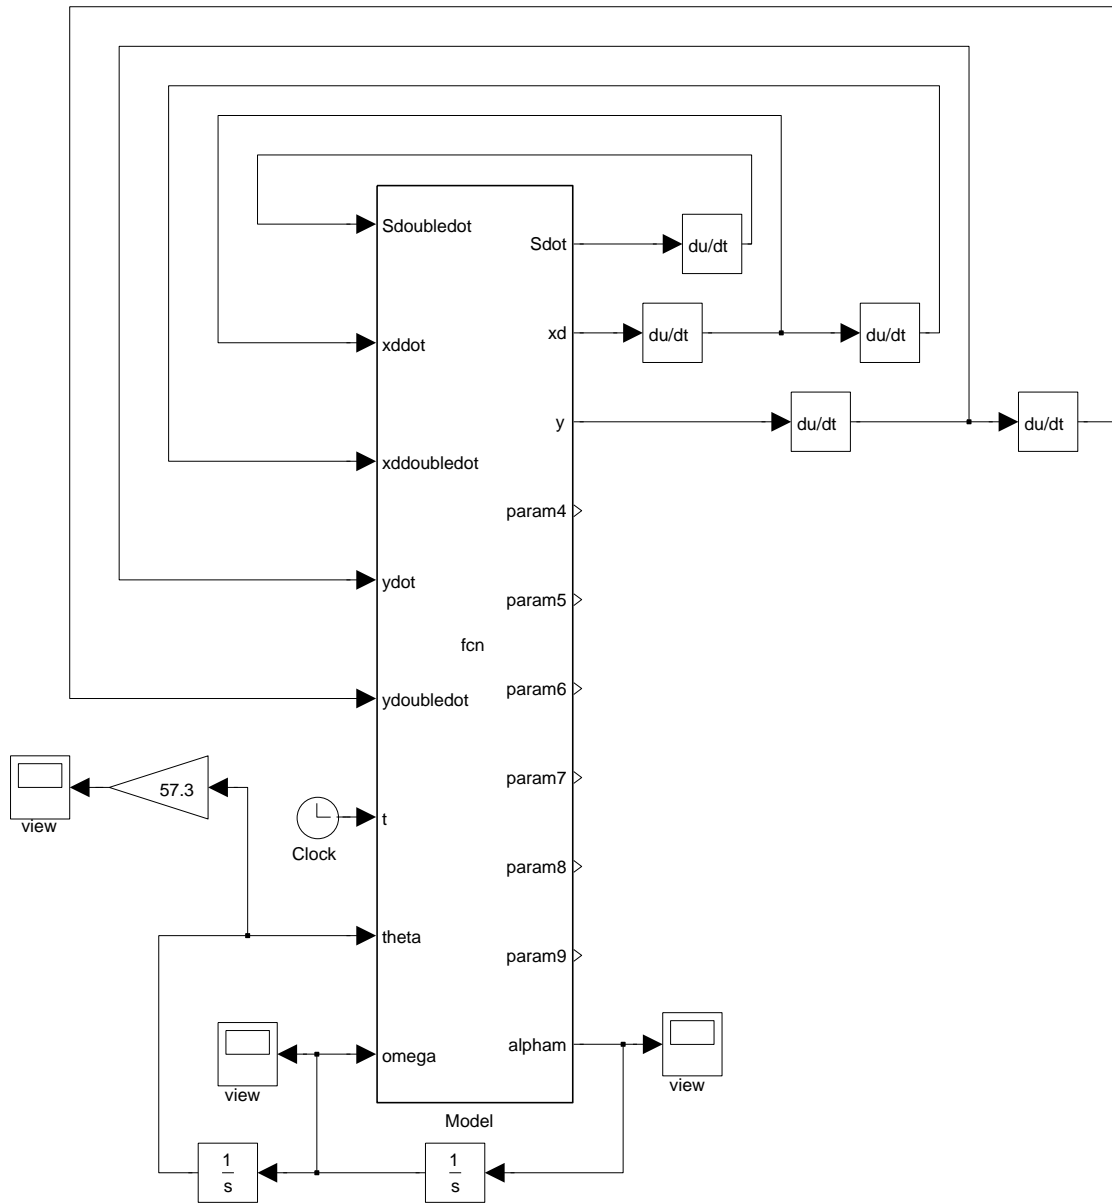 Sdoubledot
Sdot
du/dt
xddot
xd
du/dt
du/dt
y
du/dt
du/dt
xddoubledot
param4
ydot
param5
fcn
ydoubledot
param6
57.3
view
param7
t
Clock
param8
theta
param9
omega
alpham
view
view
Model
1
s
1
s